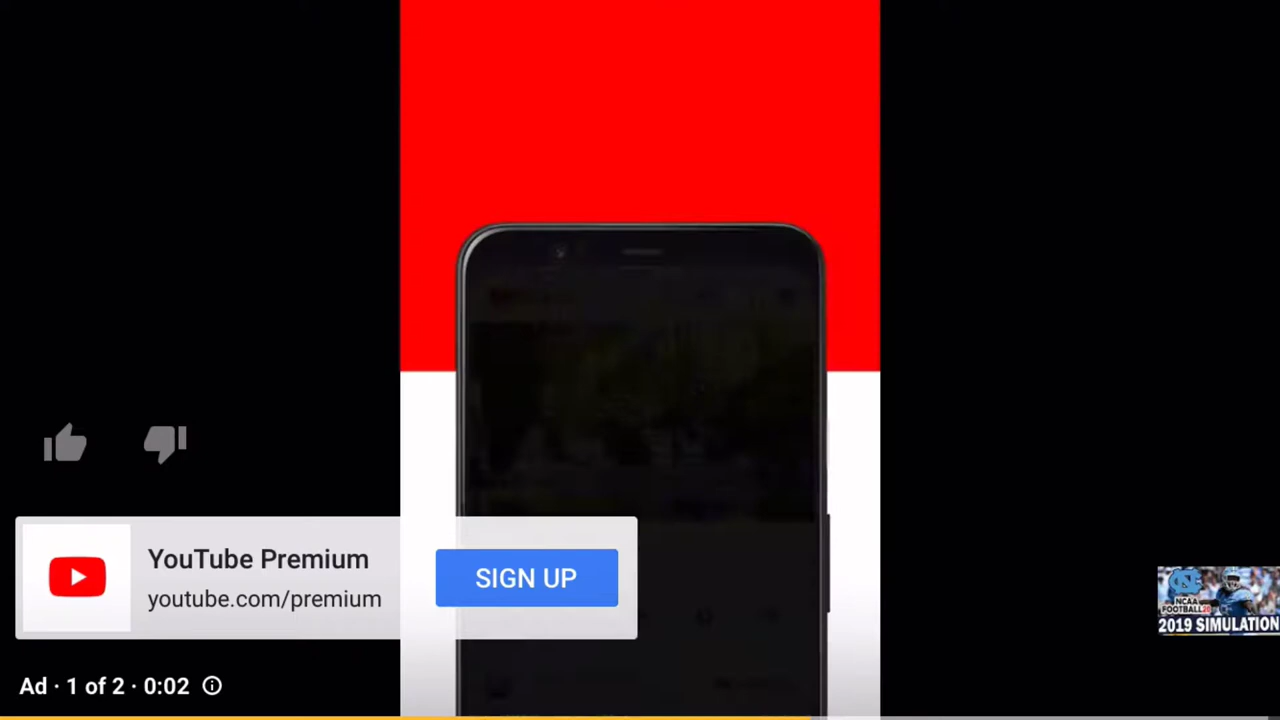 YouTube Premium
youtube.com/premium
SIGN UP
NCAA
FOOTBALL
2019 SIMULATION
Ad · 1 of 2 · 0:02